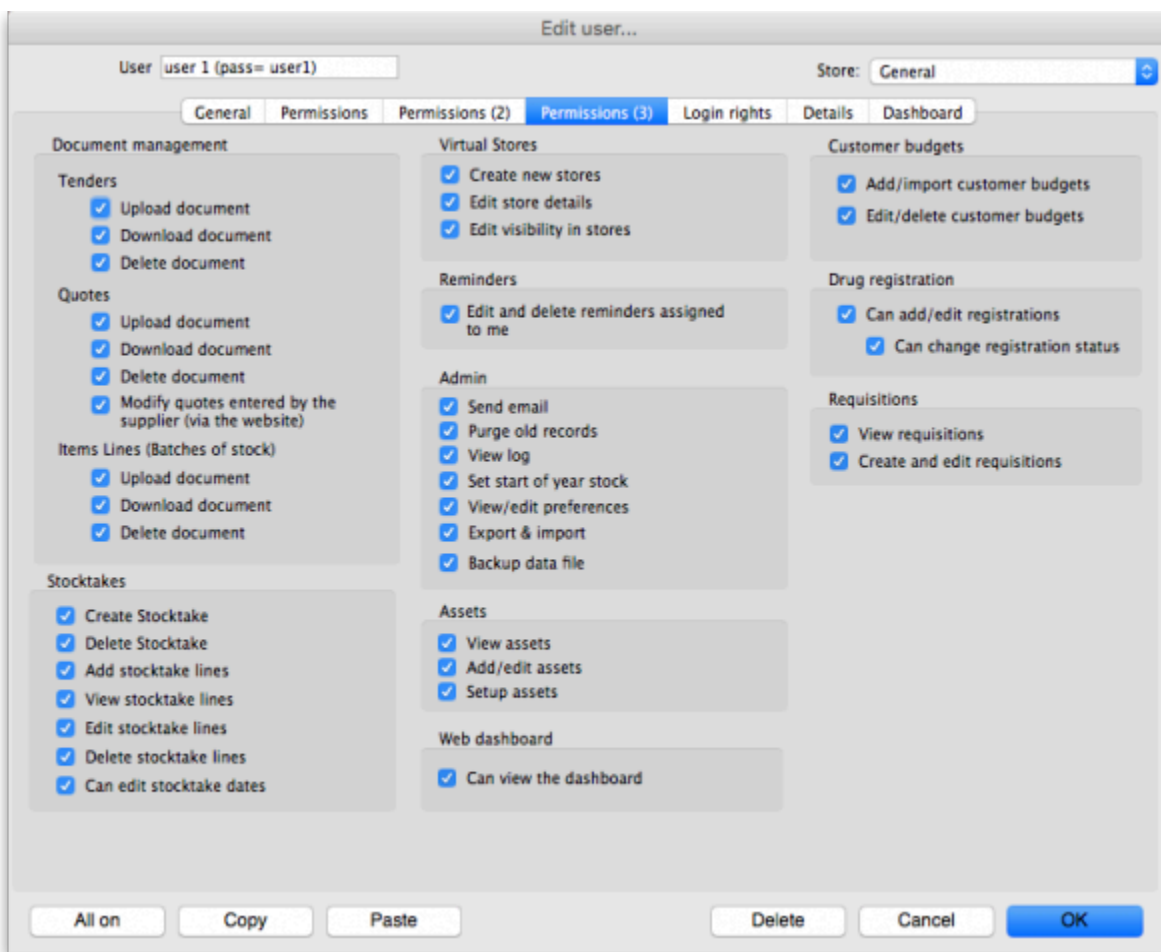 Edit user...
User user 1 (pass= user1)
Store: General
General Permissions Permissions (2) Permissions (3) Login rights Details Dashboard
Document management
Tenders
Upload document
Download document
Delete document
Quotes
Upload document
Download document
Delete document
Modify quotes entered by the
supplier (via the website)
Items Lines (Batches of stock)
Upload document
Download document
Delete document
Stocktakes
Create Stocktake
Delete Stocktake
Add stocktake lines
View stocktake lines
Edit stocktake lines
Delete stocktake lines
Can edit stocktake dates
Virtual Stores
Create new stores
Edit store details
Edit visibility in stores
Reminders
Edit and delete reminders assigned
to me
Admin
Send email
Purge old records
View log
Set start of year stock
View/edit preferences
Export & import
Backup data file
Assets
View assets
Add/edit assets
Setup assets
Web dashboard
Can view the dashboard
Customer budgets
Add/import customer budgets
Edit/delete customer budgets
Drug registration
Can add/edit registrations
Can change registration status
Requisitions
View requisitions
Create and edit requisitions
All on Copy Paste Delete Cancel OK